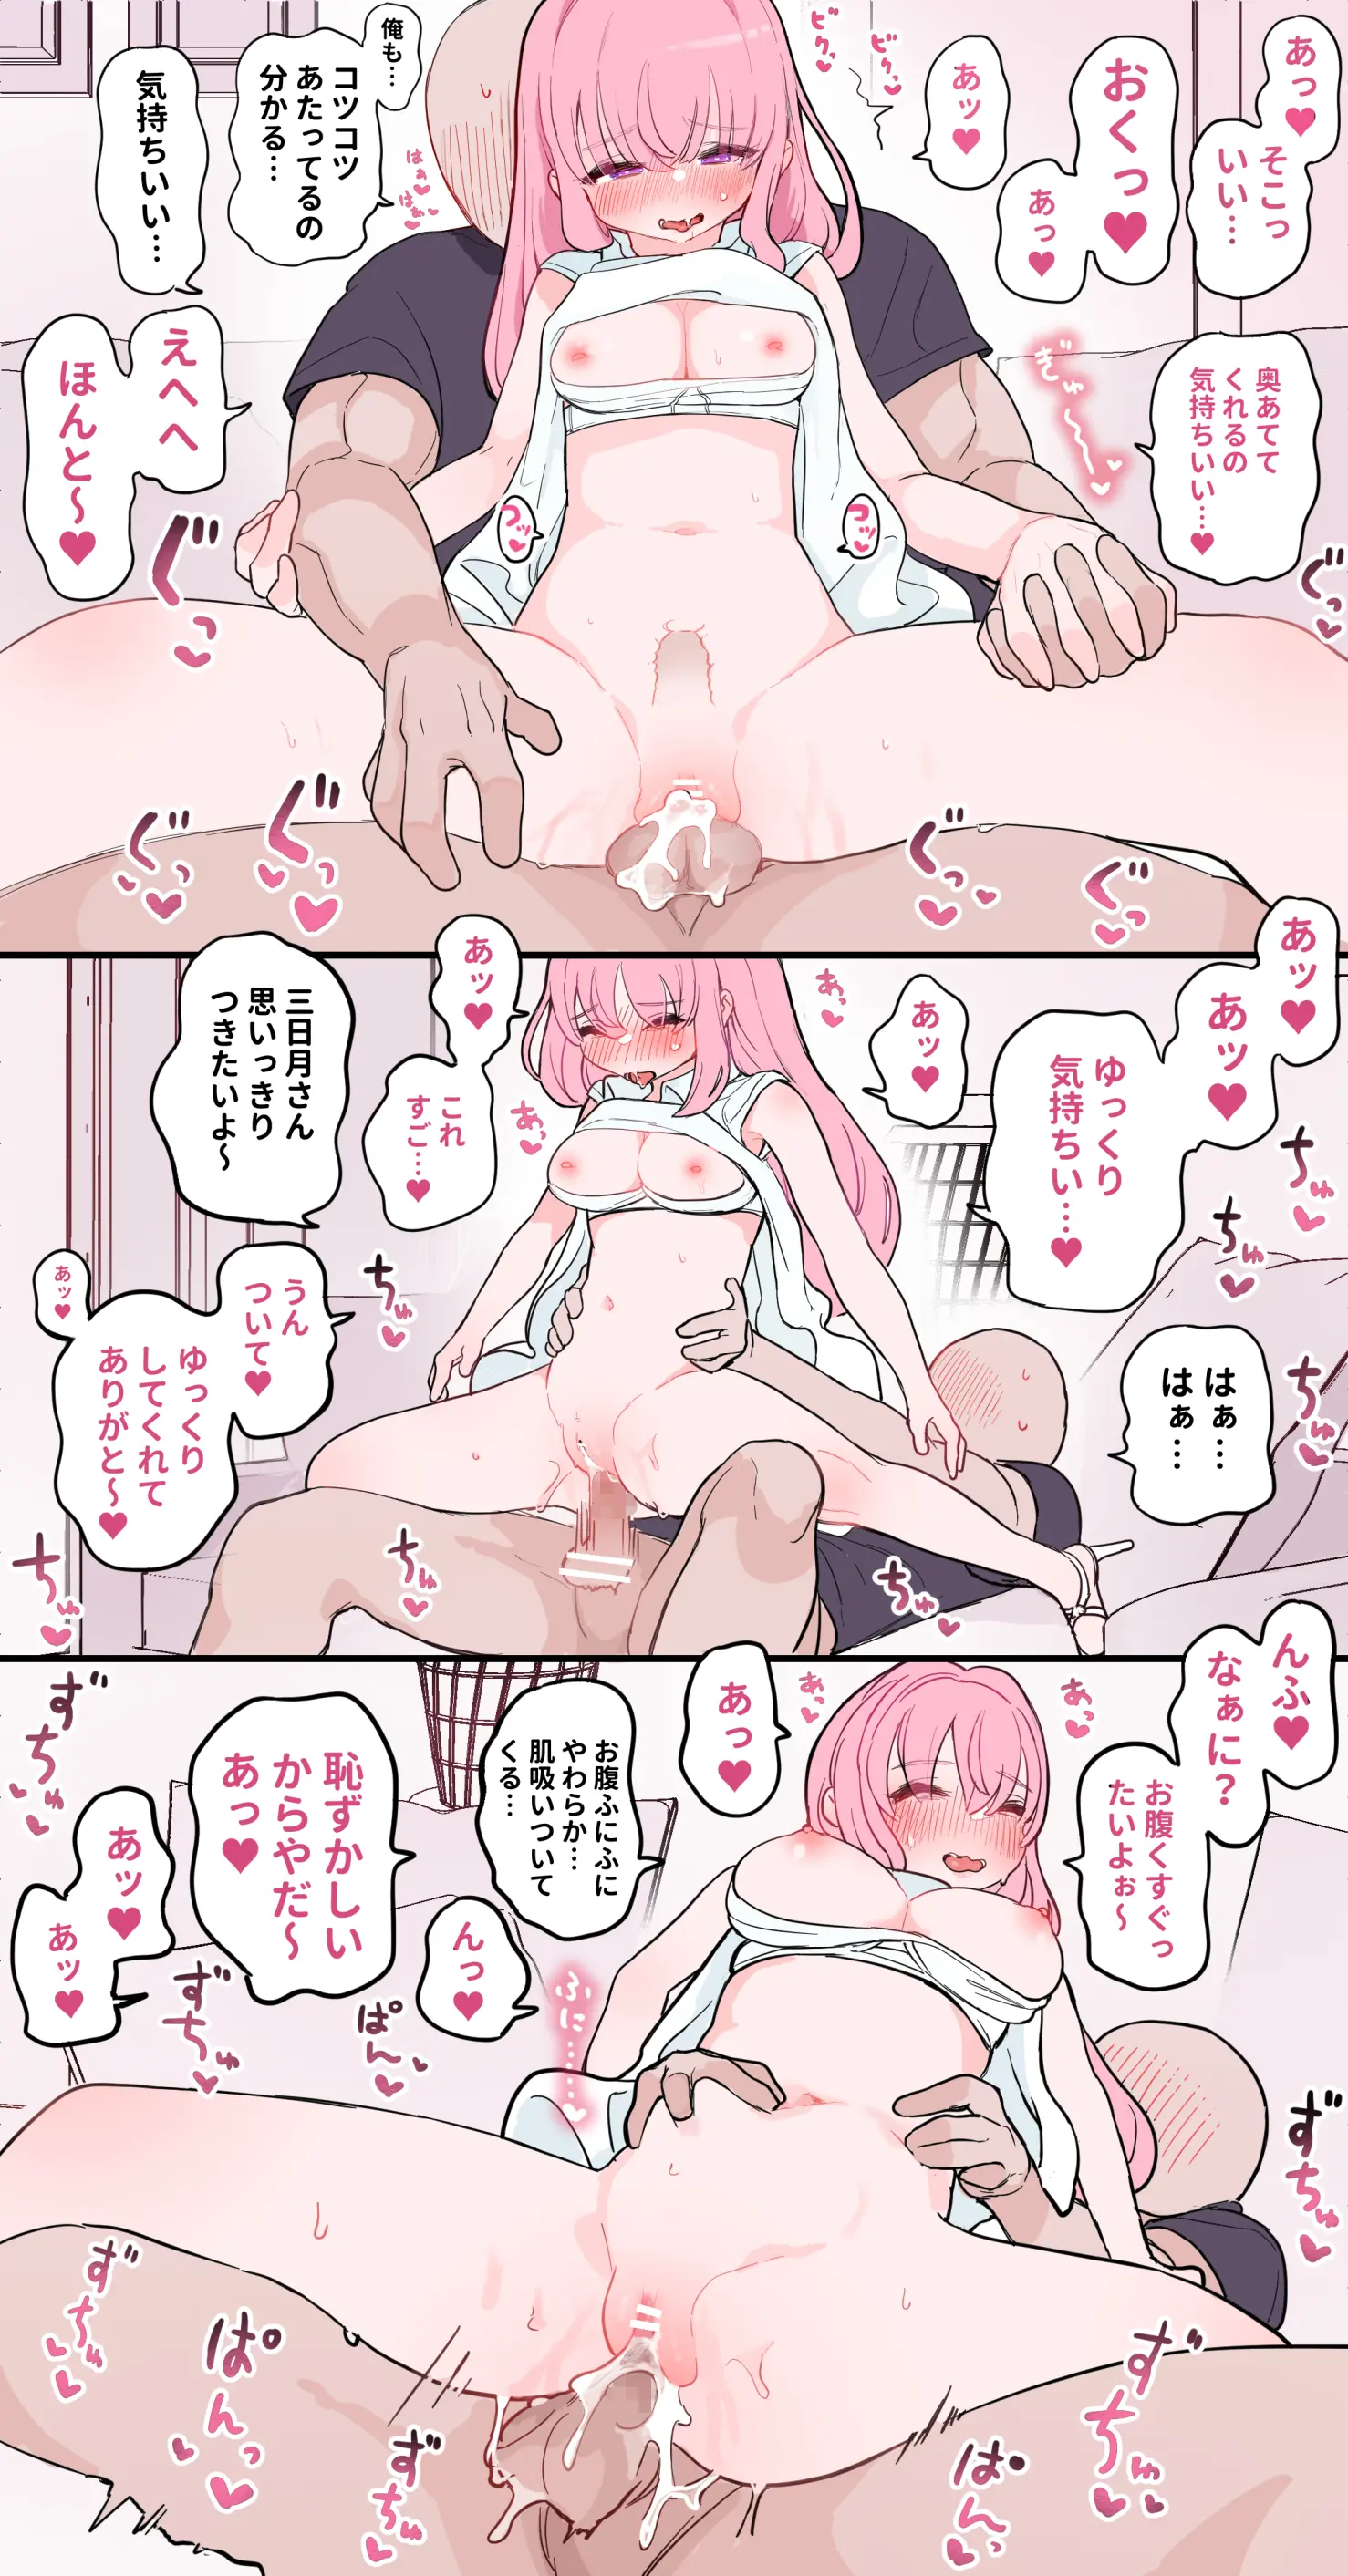 あっ♥
そこっ
いい…
おくっ♥
あっ♥
あッ♥
ビクっ♥
ビクっ♥
俺も…
コツコツ
あたってるの
分かる…
気持ちいい…
はぁ♥
はぁ♥
えへへ
ほんと～♥
奥あてて
くれるの
気持ちいい…♥
ぎゅ～っ♥
コツッ♥
コツッ♥
ぐっ♥
ぐっ♥
ぐっ♥
ぐっ♥
ぐっ♥
ぐっ♥
あッ♥
あッ♥
ゆっくり
気持ちい…♥
あッ♥
あっ♥
あッ♥
これ
すご…♥
あっ♥
三日月さん
思いっきり
つきたいよ～
うん
ついて♥
ゆっくり
してくれて
ありがと～♥
あッ♥
はぁ…
はぁ…
ちゅ♥
ちゅ♥
ちゅ♥
ちゅ♥
ちゅ♥
ちゅ♥
ちゅ♥
んふ♥
なぁに？
お腹くすぐっ
たいよぉ～
あっ♥
あっ♥
あっ♥
お腹ふにふに
やわらか…
肌吸いついて
くる…
んっ♥
恥ずかしい
からやだ～
あっ♥
あッ♥
あッ♥
ふに……♥
ずちゅ♥
ずちゅ♥
ぱん♥
ずちゅ♥
ずちゅ♥
ぱんっ♥
ずちゅ♥
ずちゅ♥
ぱんっ♥